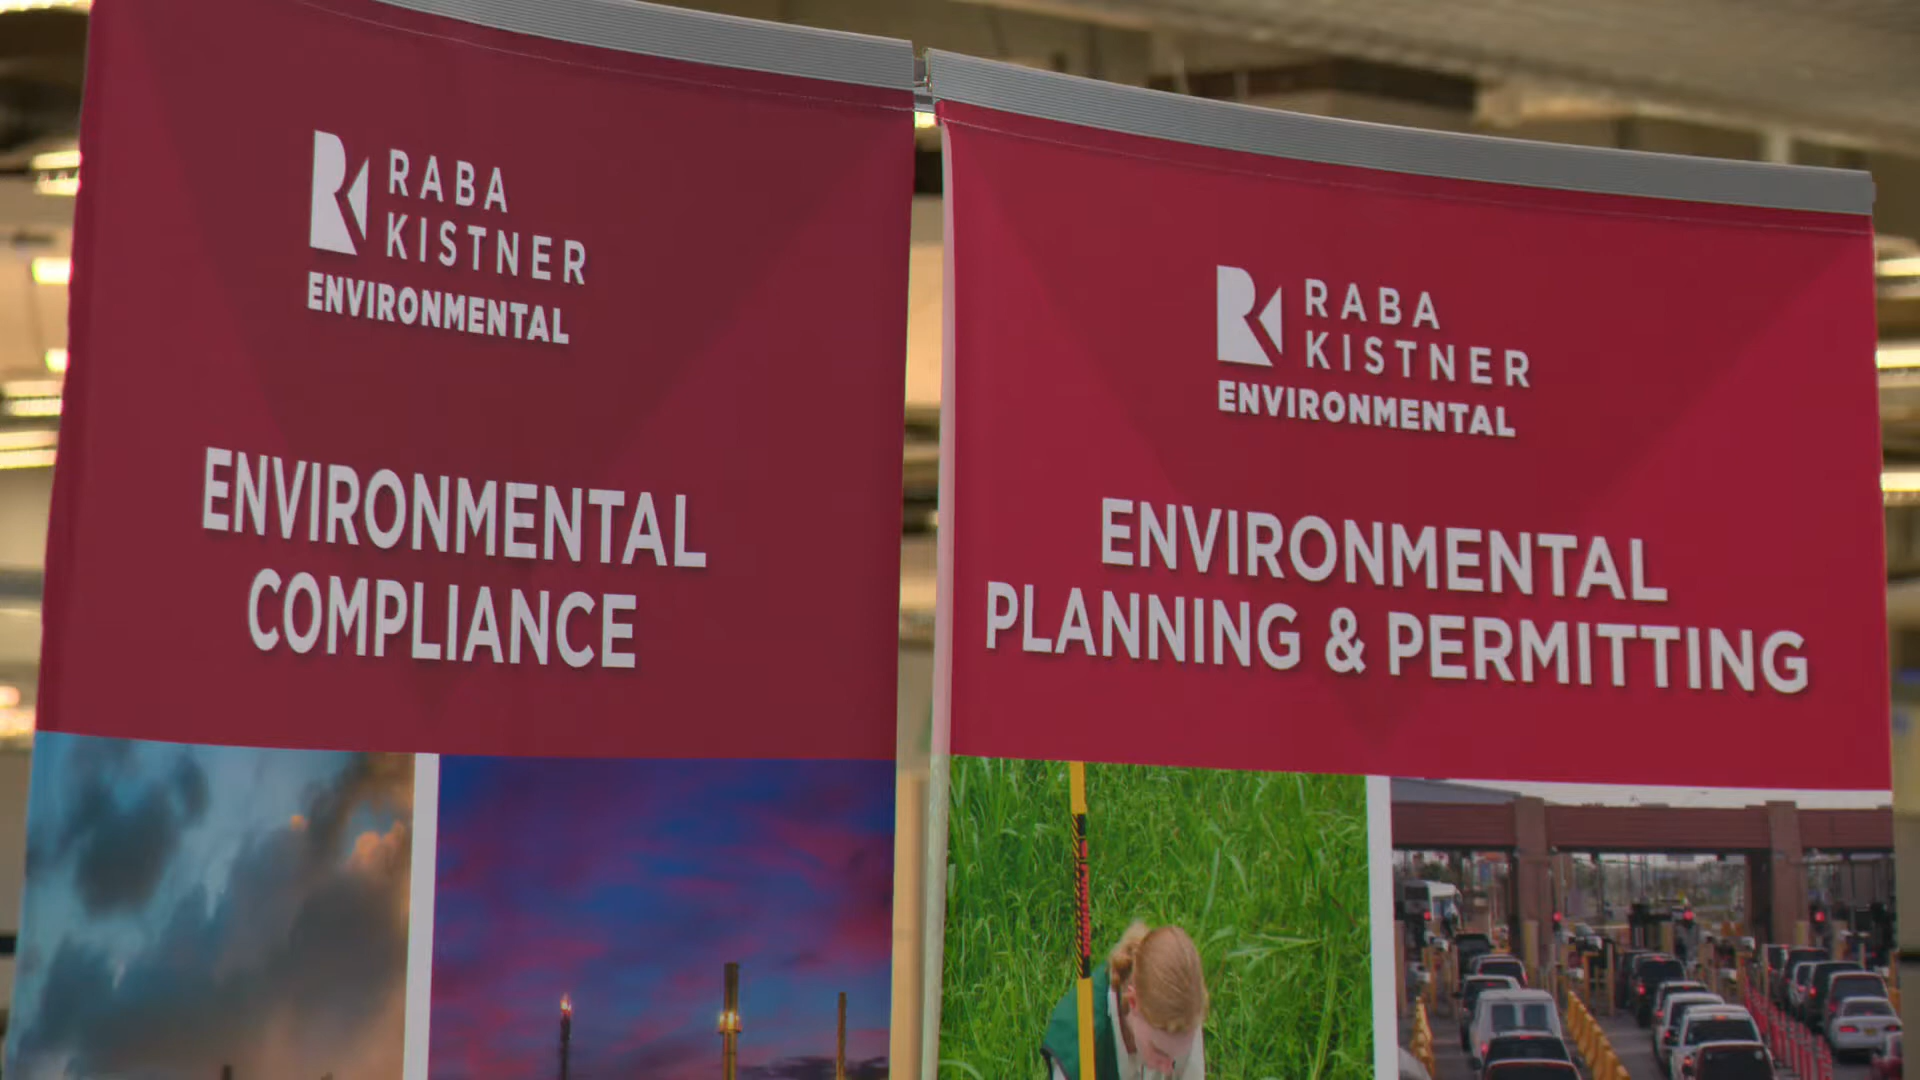 RABA
KISTNER
ENVIRONMENTAL
ENVIRONMENTAL
COMPLIANCE
RABA
KISTNER
ENVIRONMENTAL
ENVIRONMENTAL
PLANNING & PERMITTING